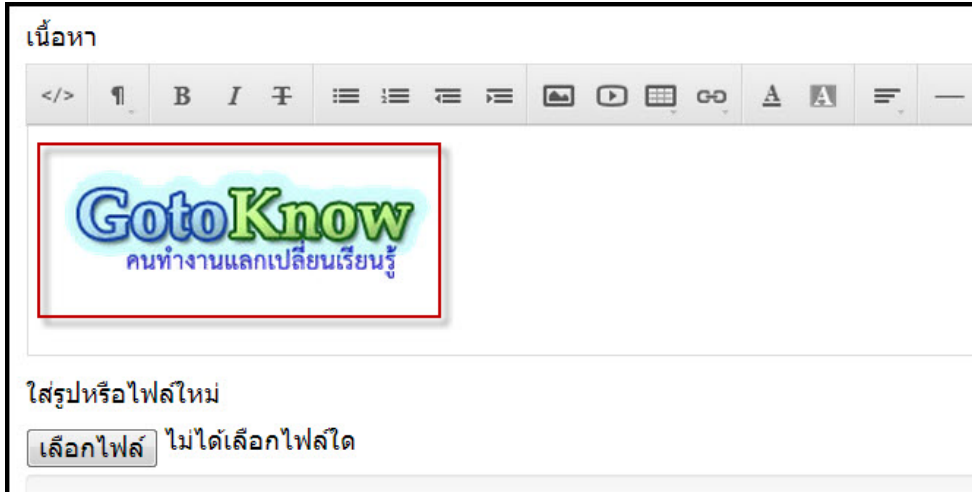 เนื้อหา
</> ¶ B I T A A
GotoKnow
คนทำงานแลกเปลี่ยนเรียนรู้
ใส่รูปหรือไฟล์ใหม่
เลือกไฟล์ ไม่ได้เลือกไฟล์ใด